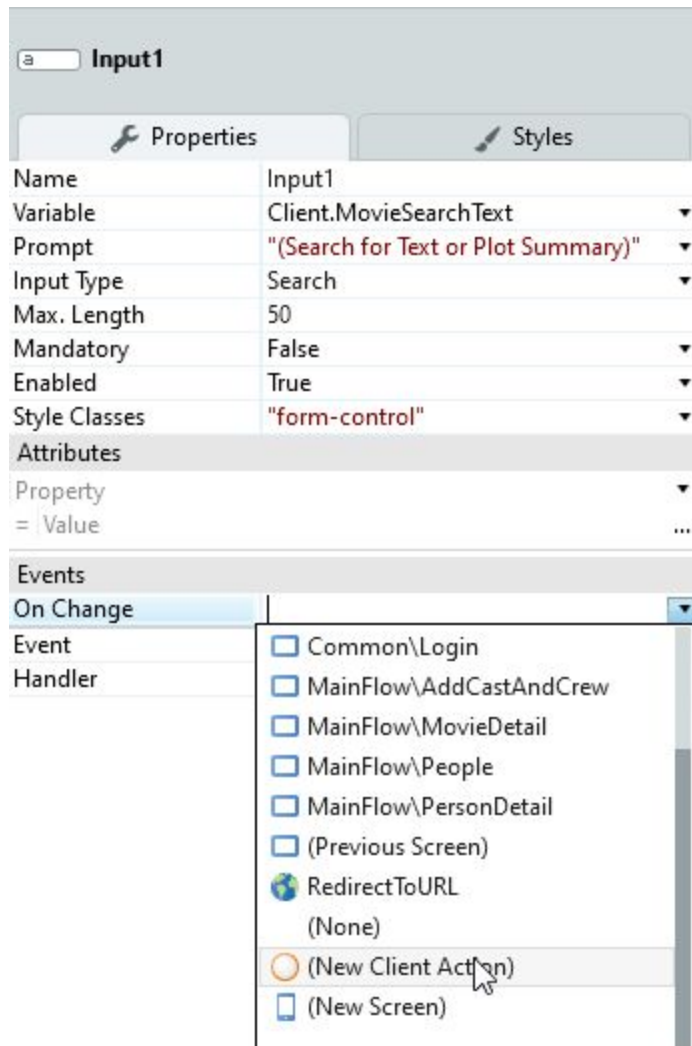 a Input1
Properties Styles
Name Input1
Variable Client.MovieSearchText
Prompt "(Search for Text or Plot Summary)"
Input Type Search
Max. Length 50
Mandatory False
Enabled True
Style Classes "form-control"
Attributes
Property
= Value ...
Events
On Change
Event
Handler
Common\Login
MainFlow\AddCastAndCrew
MainFlow\MovieDetail
MainFlow\People
MainFlow\PersonDetail
(Previous Screen)
RedirectToURL
(None)
(New Client Action)
(New Screen)